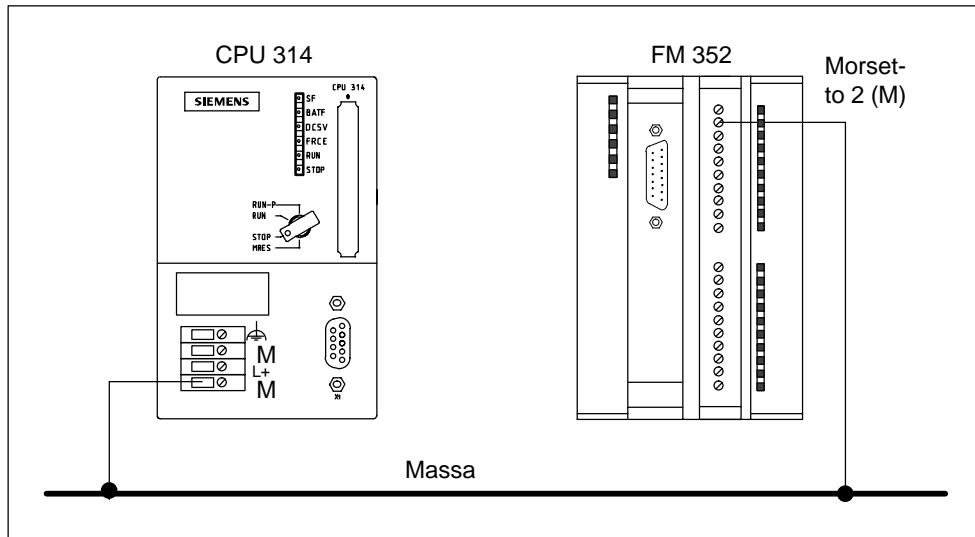 CPU 314
FM 352
Morset-
to 2 (M)
SIEMENS
CPU 314
SF
BATF
DC5V
FRCE
RUN
STOP
RUN-P
RUN
STOP
MRES
M
L+
M
Massa